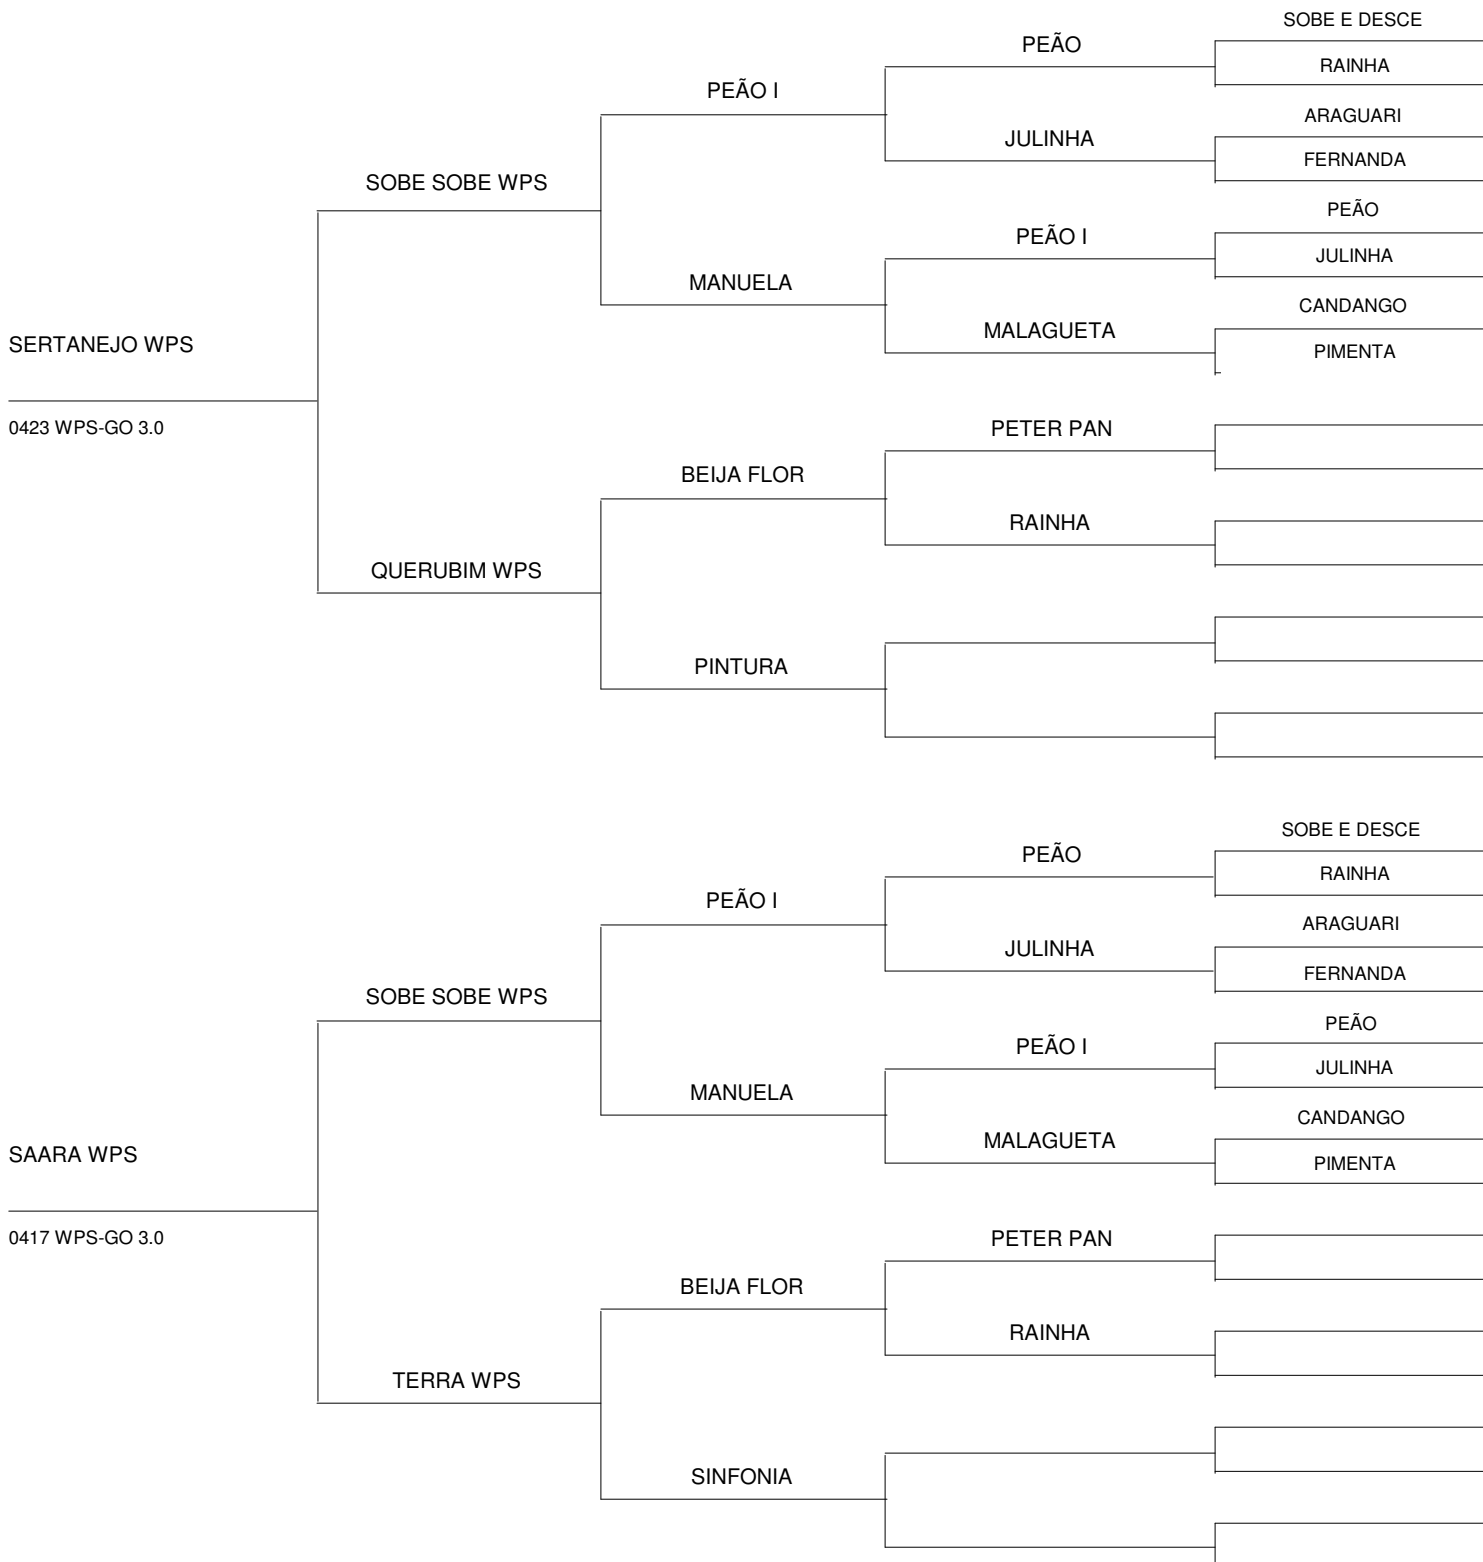 SOBE E DESCE
PEÃO
RAINHA
PEÃO I
ARAGUARI
JULINHA
FERNANDA
SOBE SOBE WPS
PEÃO
PEÃO I
JULINHA
MANUELA
CANDANGO
MALAGUETA
SERTANEJO WPS
PIMENTA
0423 WPS-GO 3.0
PETER PAN
BEIJA FLOR
RAINHA
QUERUBIM WPS
PINTURA
SOBE E DESCE
PEÃO
RAINHA
PEÃO I
ARAGUARI
JULINHA
FERNANDA
SOBE SOBE WPS
PEÃO
PEÃO I
JULINHA
MANUELA
CANDANGO
MALAGUETA
SAARA WPS
PIMENTA
0417 WPS-GO 3.0
PETER PAN
BEIJA FLOR
RAINHA
TERRA WPS
SINFONIA